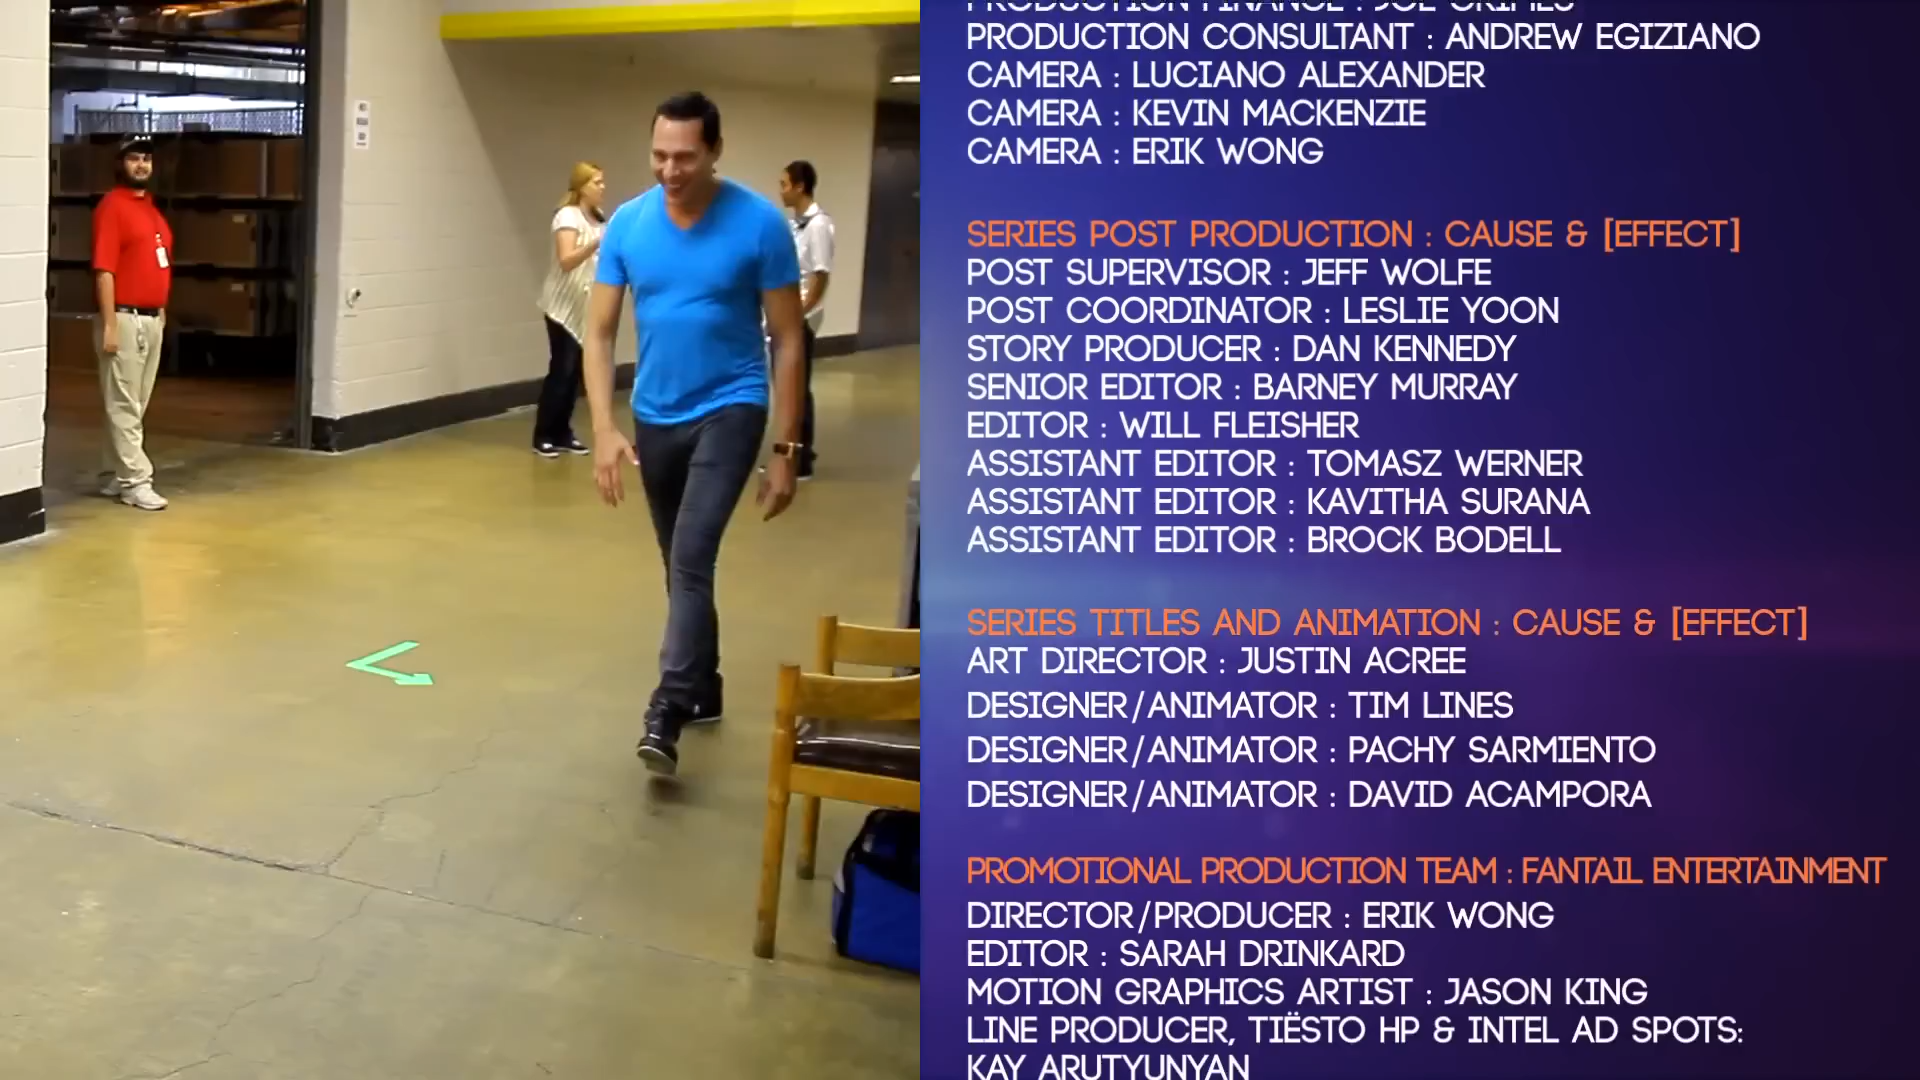 PRODUCTION FINANCE : JOE GRIMES
PRODUCTION CONSULTANT : ANDREW EGIZIANO
CAMERA : LUCIANO ALEXANDER
CAMERA : KEVIN MACKENZIE
CAMERA : ERIK WONG
SERIES POST PRODUCTION : CAUSE & [EFFECT]
POST SUPERVISOR : JEFF WOLFE
POST COORDINATOR : LESLIE YOON
STORY PRODUCER : DAN KENNEDY
SENIOR EDITOR : BARNEY MURRAY
EDITOR : WILL FLEISHER
ASSISTANT EDITOR : TOMASZ WERNER
ASSISTANT EDITOR : KAVITHA SURANA
ASSISTANT EDITOR : BROCK BODELL
SERIES TITLES AND ANIMATION : CAUSE & [EFFECT]
ART DIRECTOR : JUSTIN ACREE
DESIGNER/ANIMATOR : TIM LINES
DESIGNER/ANIMATOR : PACHY SARMIENTO
DESIGNER/ANIMATOR : DAVID ACAMPORA
PROMOTIONAL PRODUCTION TEAM : FANTAIL ENTERTAINMENT
DIRECTOR/PRODUCER : ERIK WONG
EDITOR : SARAH DRINKARD
MOTION GRAPHICS ARTIST : JASON KING
LINE PRODUCER, TIËSTO HP & INTEL AD SPOTS:
KAY ARUTYUNYAN